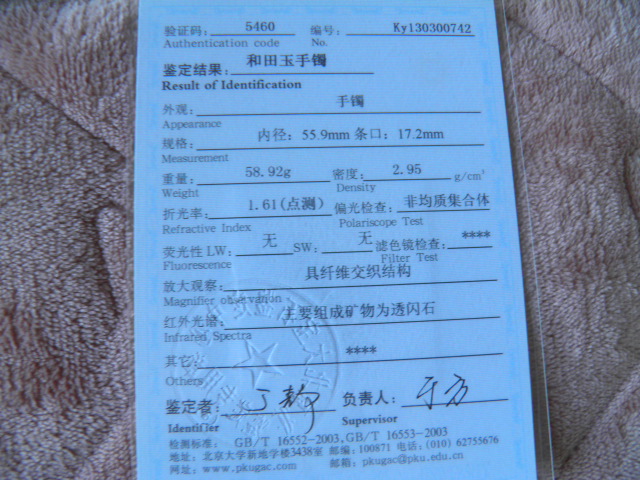 验证码: 5460 编号: Ky130300742
Authentication code No.
鉴定结果: 和田玉手镯
Result of Identification
外观: 手镯
Appearance
规格: 内径: 55.9mm 条口: 17.2mm
Measurement
重量: 58.92g 密度: 2.95 g/cm³
Weight Density
折光率: 1.61(点测) 偏光检查: 非均质集合体
Refractive Index Polariscope Test
荧光性 LW: 无 SW: 无 滤色镜检查: ****
Fluorescence Filter Test
放大观察: 具纤维交织结构
Magnifier observation
红外光谱: 主要组成矿物为透闪石
Infrared Spectra
其它: ****
Others
鉴定者: 负责人:
Identifier Supervisor
检测标准: GB/T 16552-2003,GB/T 16553-2003
地址: 北京大学新地学楼3438室 邮编:100871 电话:(010) 62755676
网址: www.pkugac.com 邮箱: pkugac@pku.edu.cn